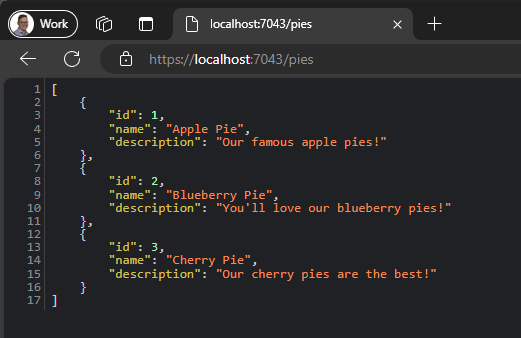 Work
localhost:7043/pies
https://localhost:7043/pies
1 [
2 {
3 "id": 1,
4 "name": "Apple Pie",
5 "description": "Our famous apple pies!"
6 },
7 {
8 "id": 2,
9 "name": "Blueberry Pie",
10 "description": "You'll love our blueberry pies!"
11 },
12 {
13 "id": 3,
14 "name": "Cherry Pie",
15 "description": "Our cherry pies are the best!"
16 }
17 ]